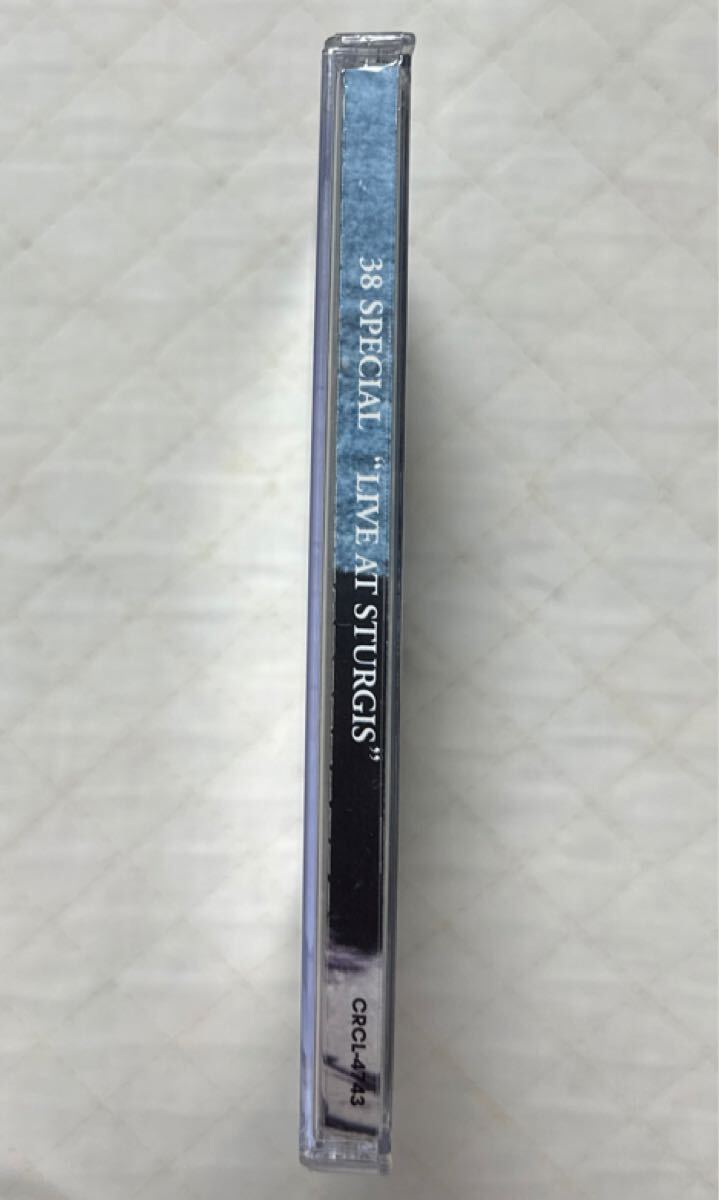 38 SPECIAL “LIVE AT STURGIS”
CRCL-4743